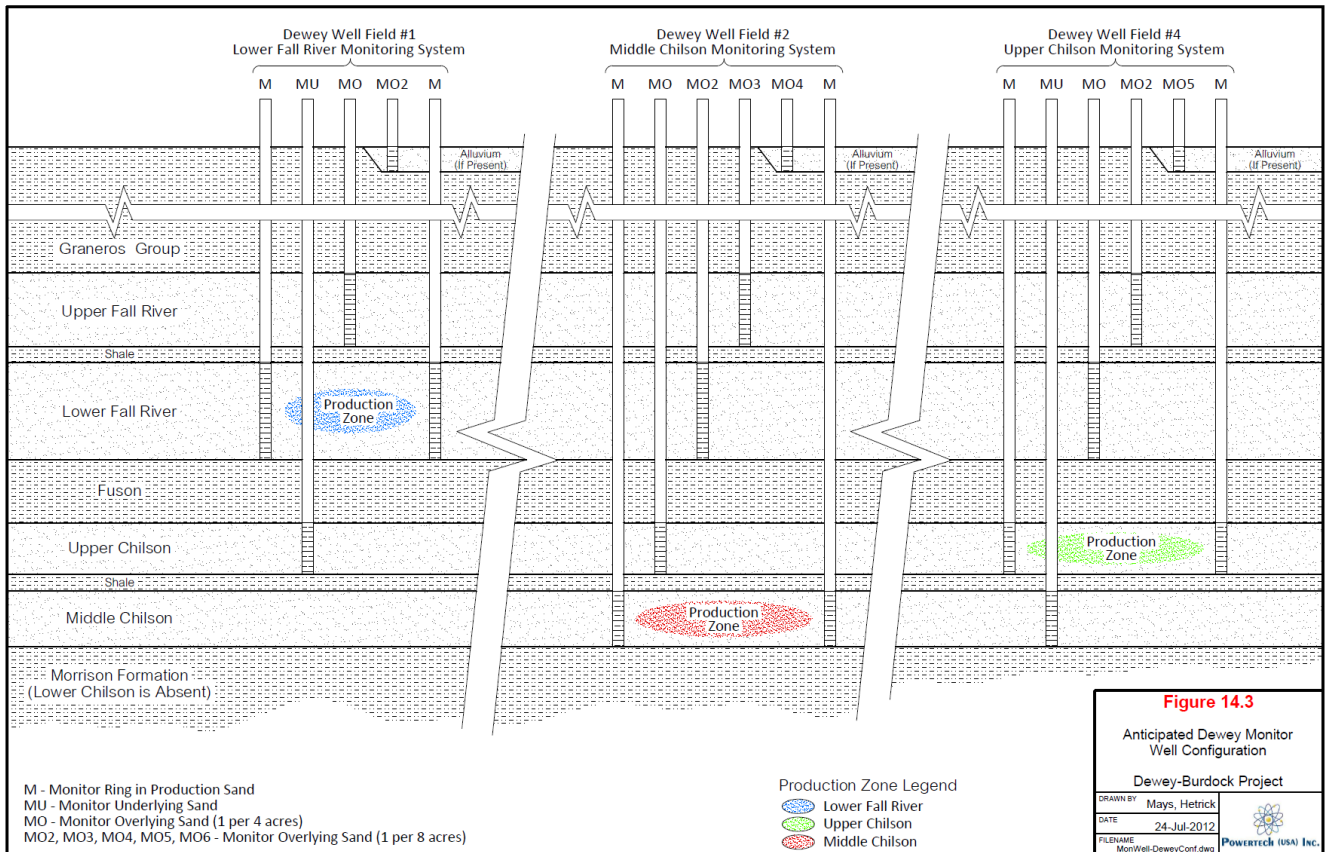 Dewey Well Field #1
Lower Fall River Monitoring System
M MU MO MO2 M
Dewey Well Field #2
Middle Chilson Monitoring System
M MO MO2 MO3 MO4 M
Dewey Well Field #4
Upper Chilson Monitoring System
M MU MO MO2 MO5 M
Alluvium
(If Present)
Alluvium
(If Present)
Alluvium
(If Present)
Graneros Group
Upper Fall River
Shale
Lower Fall River
Production
Zone
Fuson
Upper Chilson
Production
Zone
Shale
Middle Chilson
Production
Zone
Morrison Formation
(Lower Chilson is Absent)
M - Monitor Ring in Production Sand
MU - Monitor Underlying Sand
MO - Monitor Overlying Sand (1 per 4 acres)
MO2, MO3, MO4, MO5, MO6 - Monitor Overlying Sand (1 per 8 acres)
Production Zone Legend
Lower Fall River
Upper Chilson
Middle Chilson
Figure 14.3
Anticipated Dewey Monitor
Well Configuration
Dewey-Burdock Project
DRAWN BY Mays, Hetrick
DATE 24-Jul-2012
FILENAME MonWell-DeweyConf.dwg
POWERTECH (USA) INC.